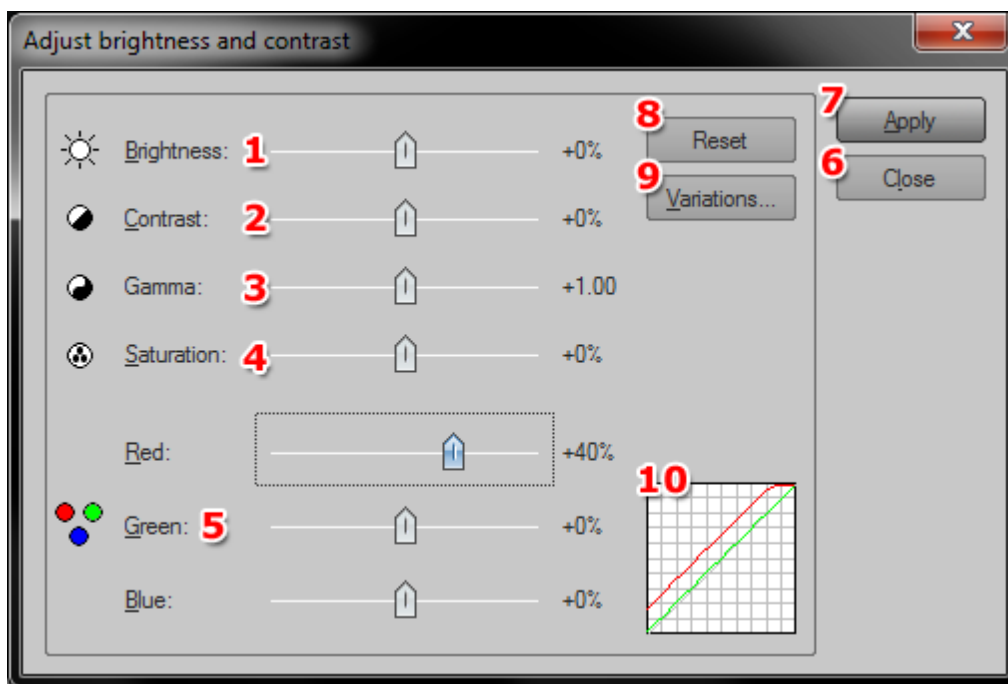 Adjust brightness and contrast
Brightness: 1 +0%
8 Reset
7 Apply
Contrast: 2 +0%
9 Variations...
6 Close
Gamma: 3 +1.00
Saturation: 4 +0%
Red: +40%
10
Green: 5 +0%
Blue: +0%